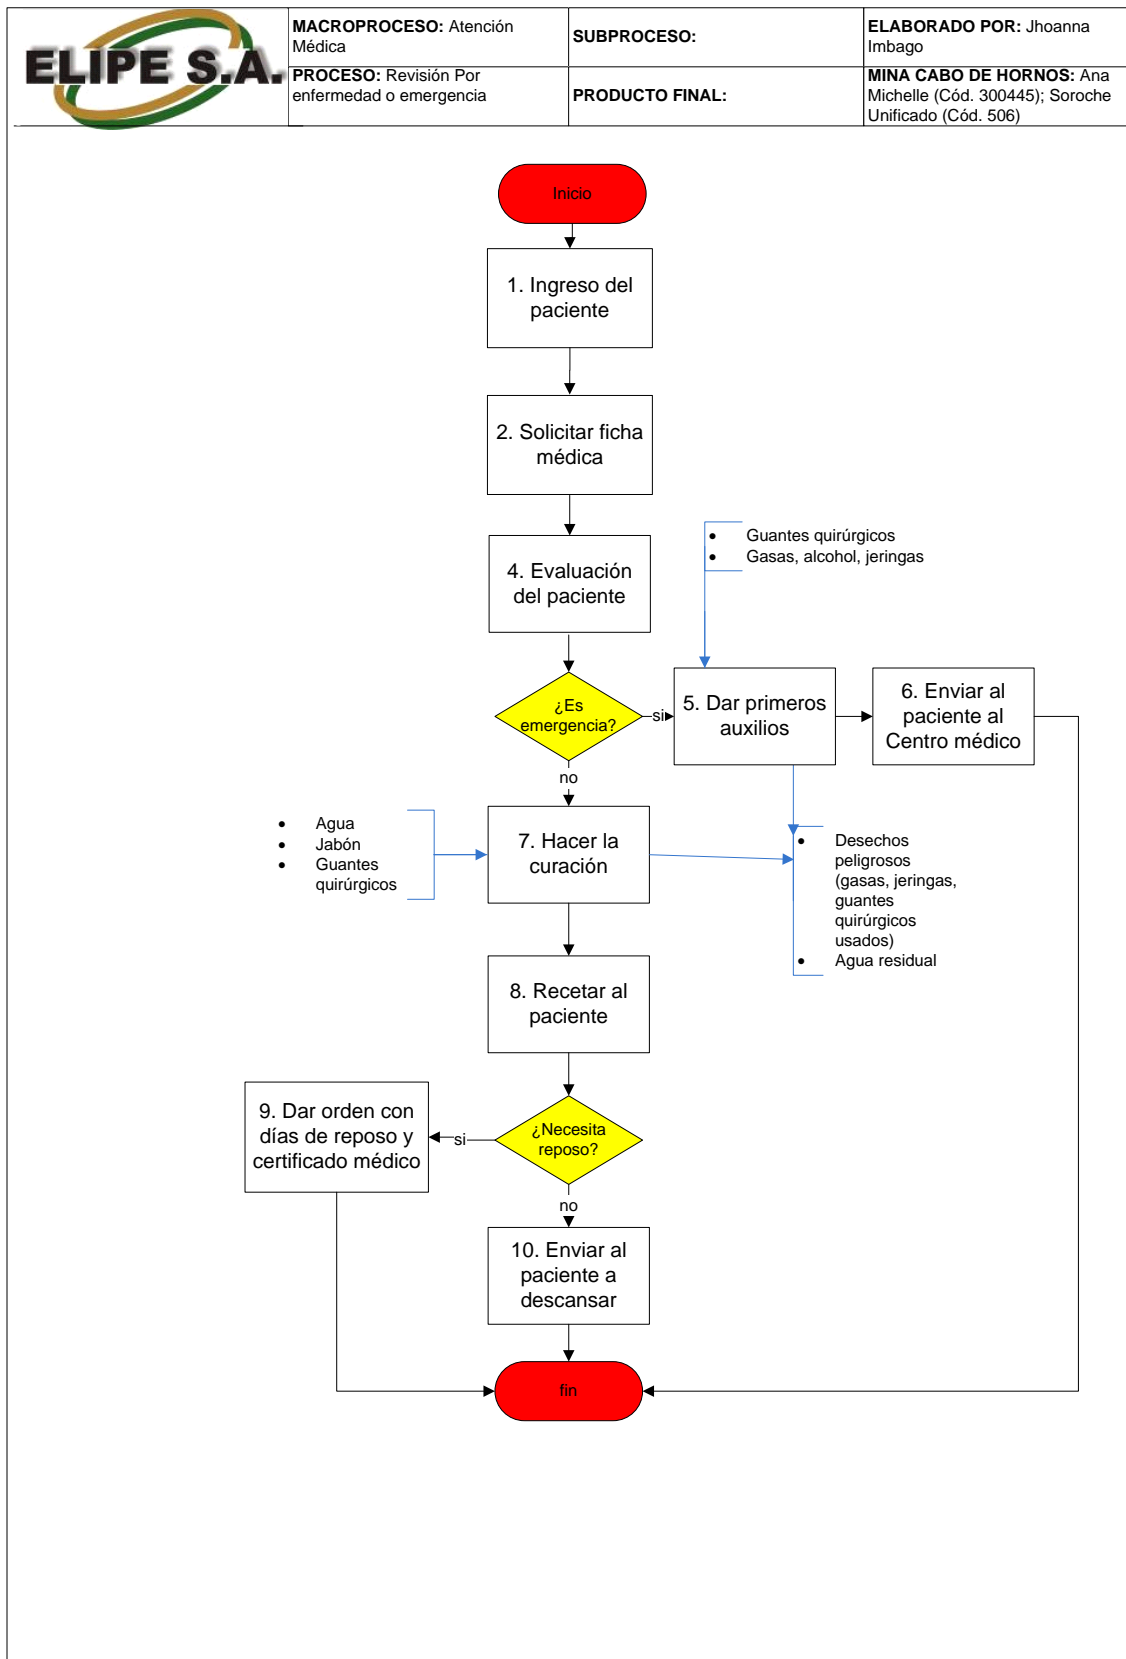 ELIPE S.A.
MACROPROCESO: Atención
Médica
SUBPROCESO:
ELABORADO POR: Jhoanna
Imbago
PROCESO: Revisión Por
enfermedad o emergencia
PRODUCTO FINAL:
MINA CABO DE HORNOS: Ana
Michelle (Cód. 300445); Soroche
Unificado (Cód. 506)
Inicio
1. Ingreso del
paciente
2. Solicitar ficha
médica
4. Evaluación
del paciente
• Guantes quirúrgicos
• Gasas, alcohol, jeringas
¿Es
emergencia?
si
5. Dar primeros
auxilios
6. Enviar al
paciente al
Centro médico
no
• Agua
• Jabón
• Guantes
quirúrgicos
7. Hacer la
curación
• Desechos
peligrosos
(gasas, jeringas,
guantes
quirúrgicos
usados)
• Agua residual
8. Recetar al
paciente
¿Necesita
reposo?
si
9. Dar orden con
días de reposo y
certificado médico
no
10. Enviar al
paciente a
descansar
fin